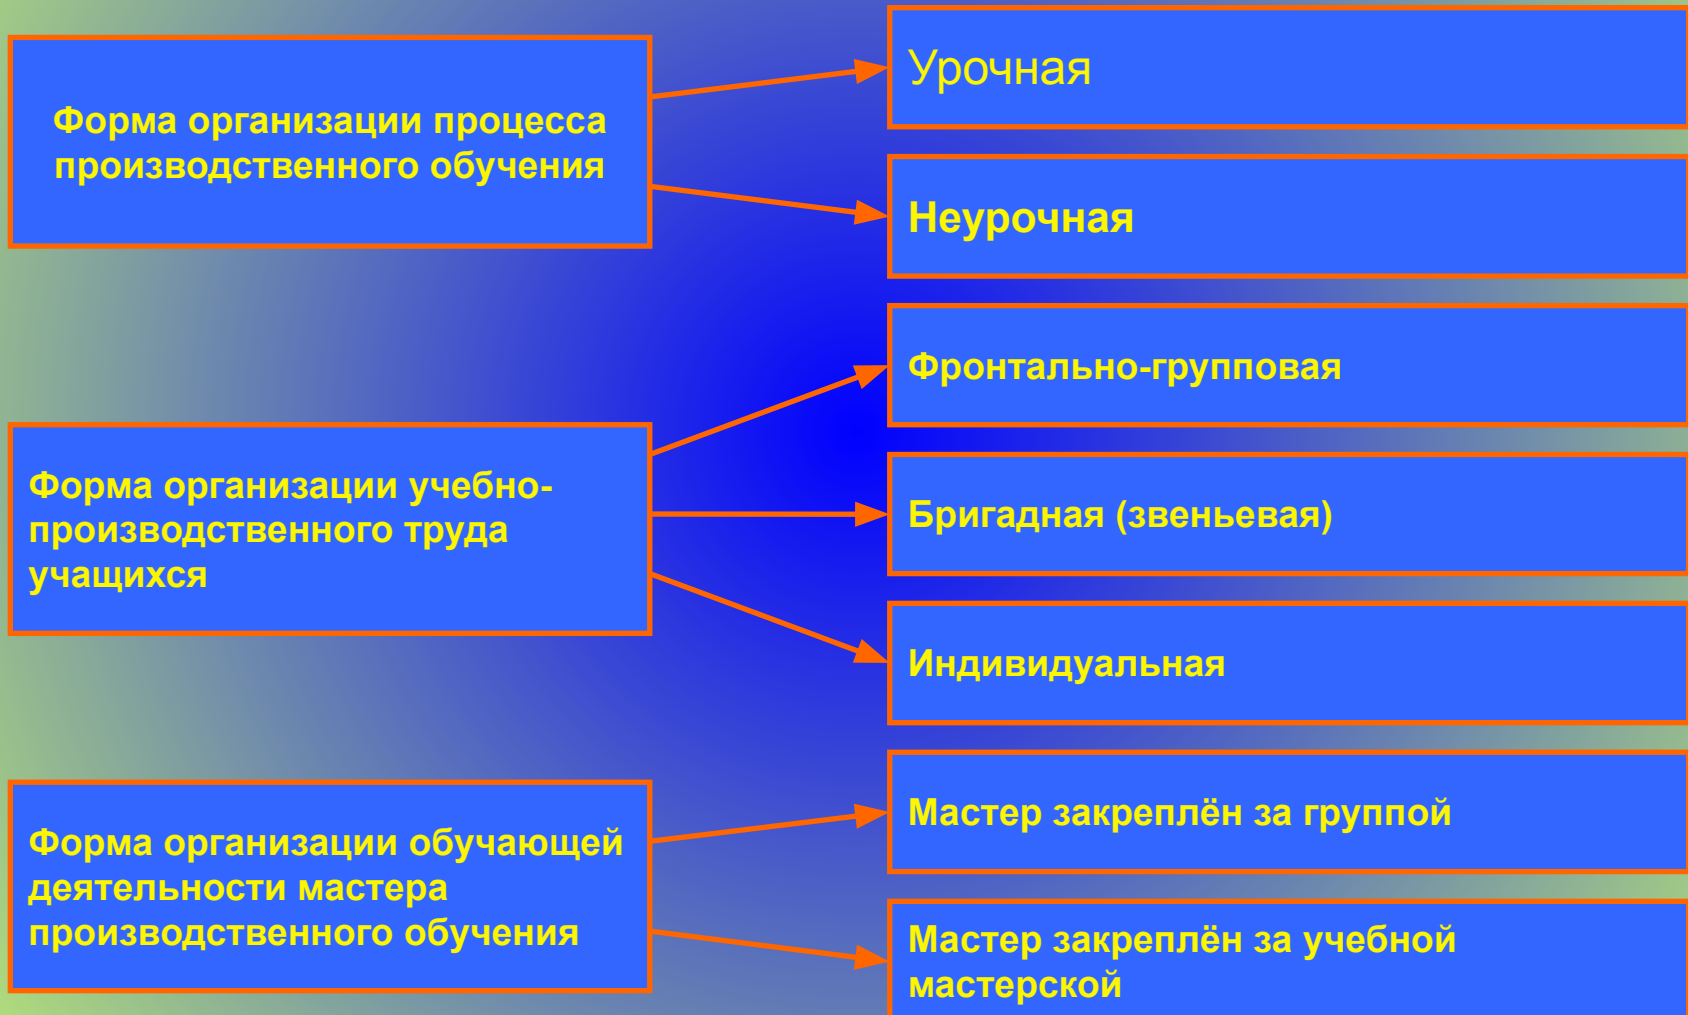 Форма организации процесса
производственного обучения
Урочная
Неурочная
Форма организации учебно-
производственного труда
учащихся
Фронтально-групповая
Бригадная (звеньевая)
Индивидуальная
Форма организации обучающей
деятельности мастера
производственного обучения
Мастер закреплён за группой
Мастер закреплён за учебной
мастерской